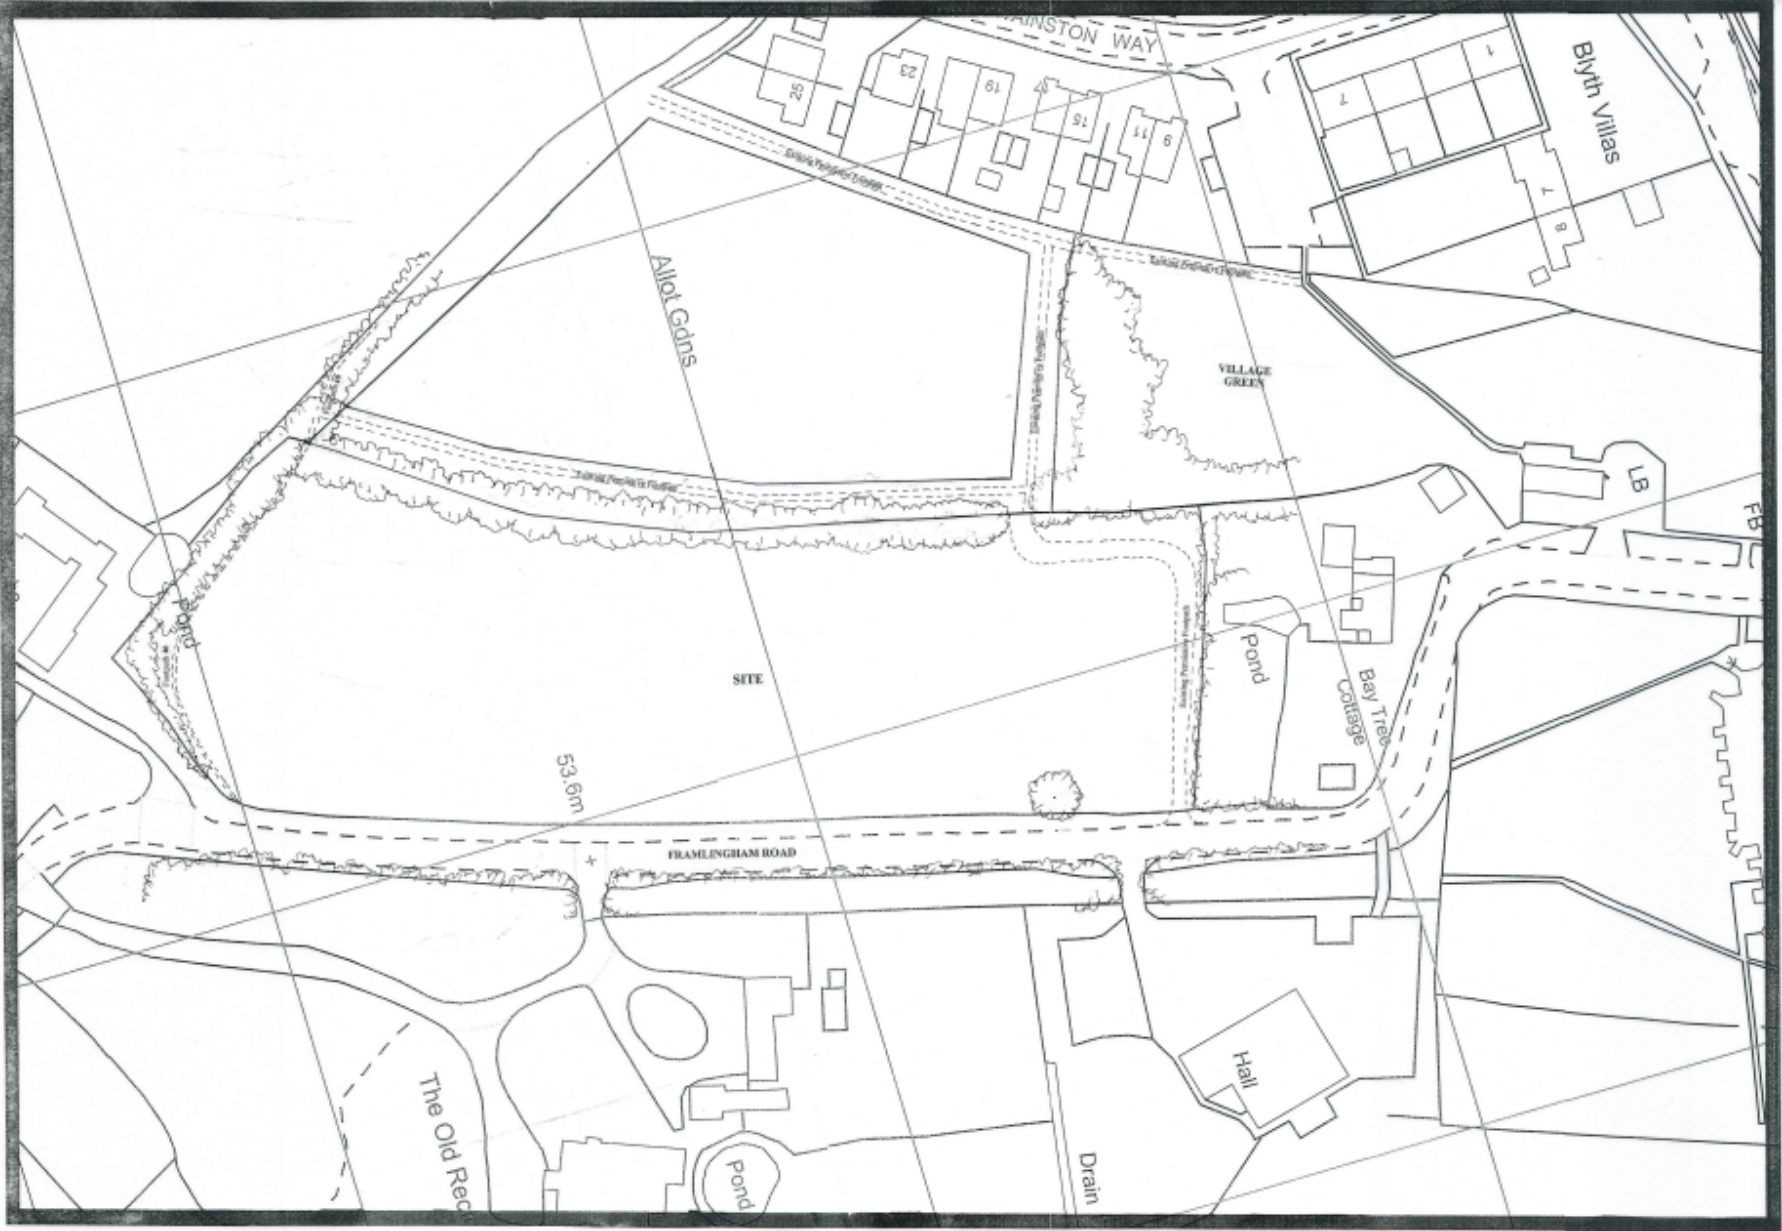 AINSTON WAY
25
23
19
17
15
11
9
1
7
7
8
Blyth Villas
Allot Gdns
VILLAGE
GREEN
LB
FB
Pond
SITE
Pond
Bay Tree
Cottage
53.6m
FRAMLINGHAM ROAD
The Old Rec
Hall
Pond
Drain